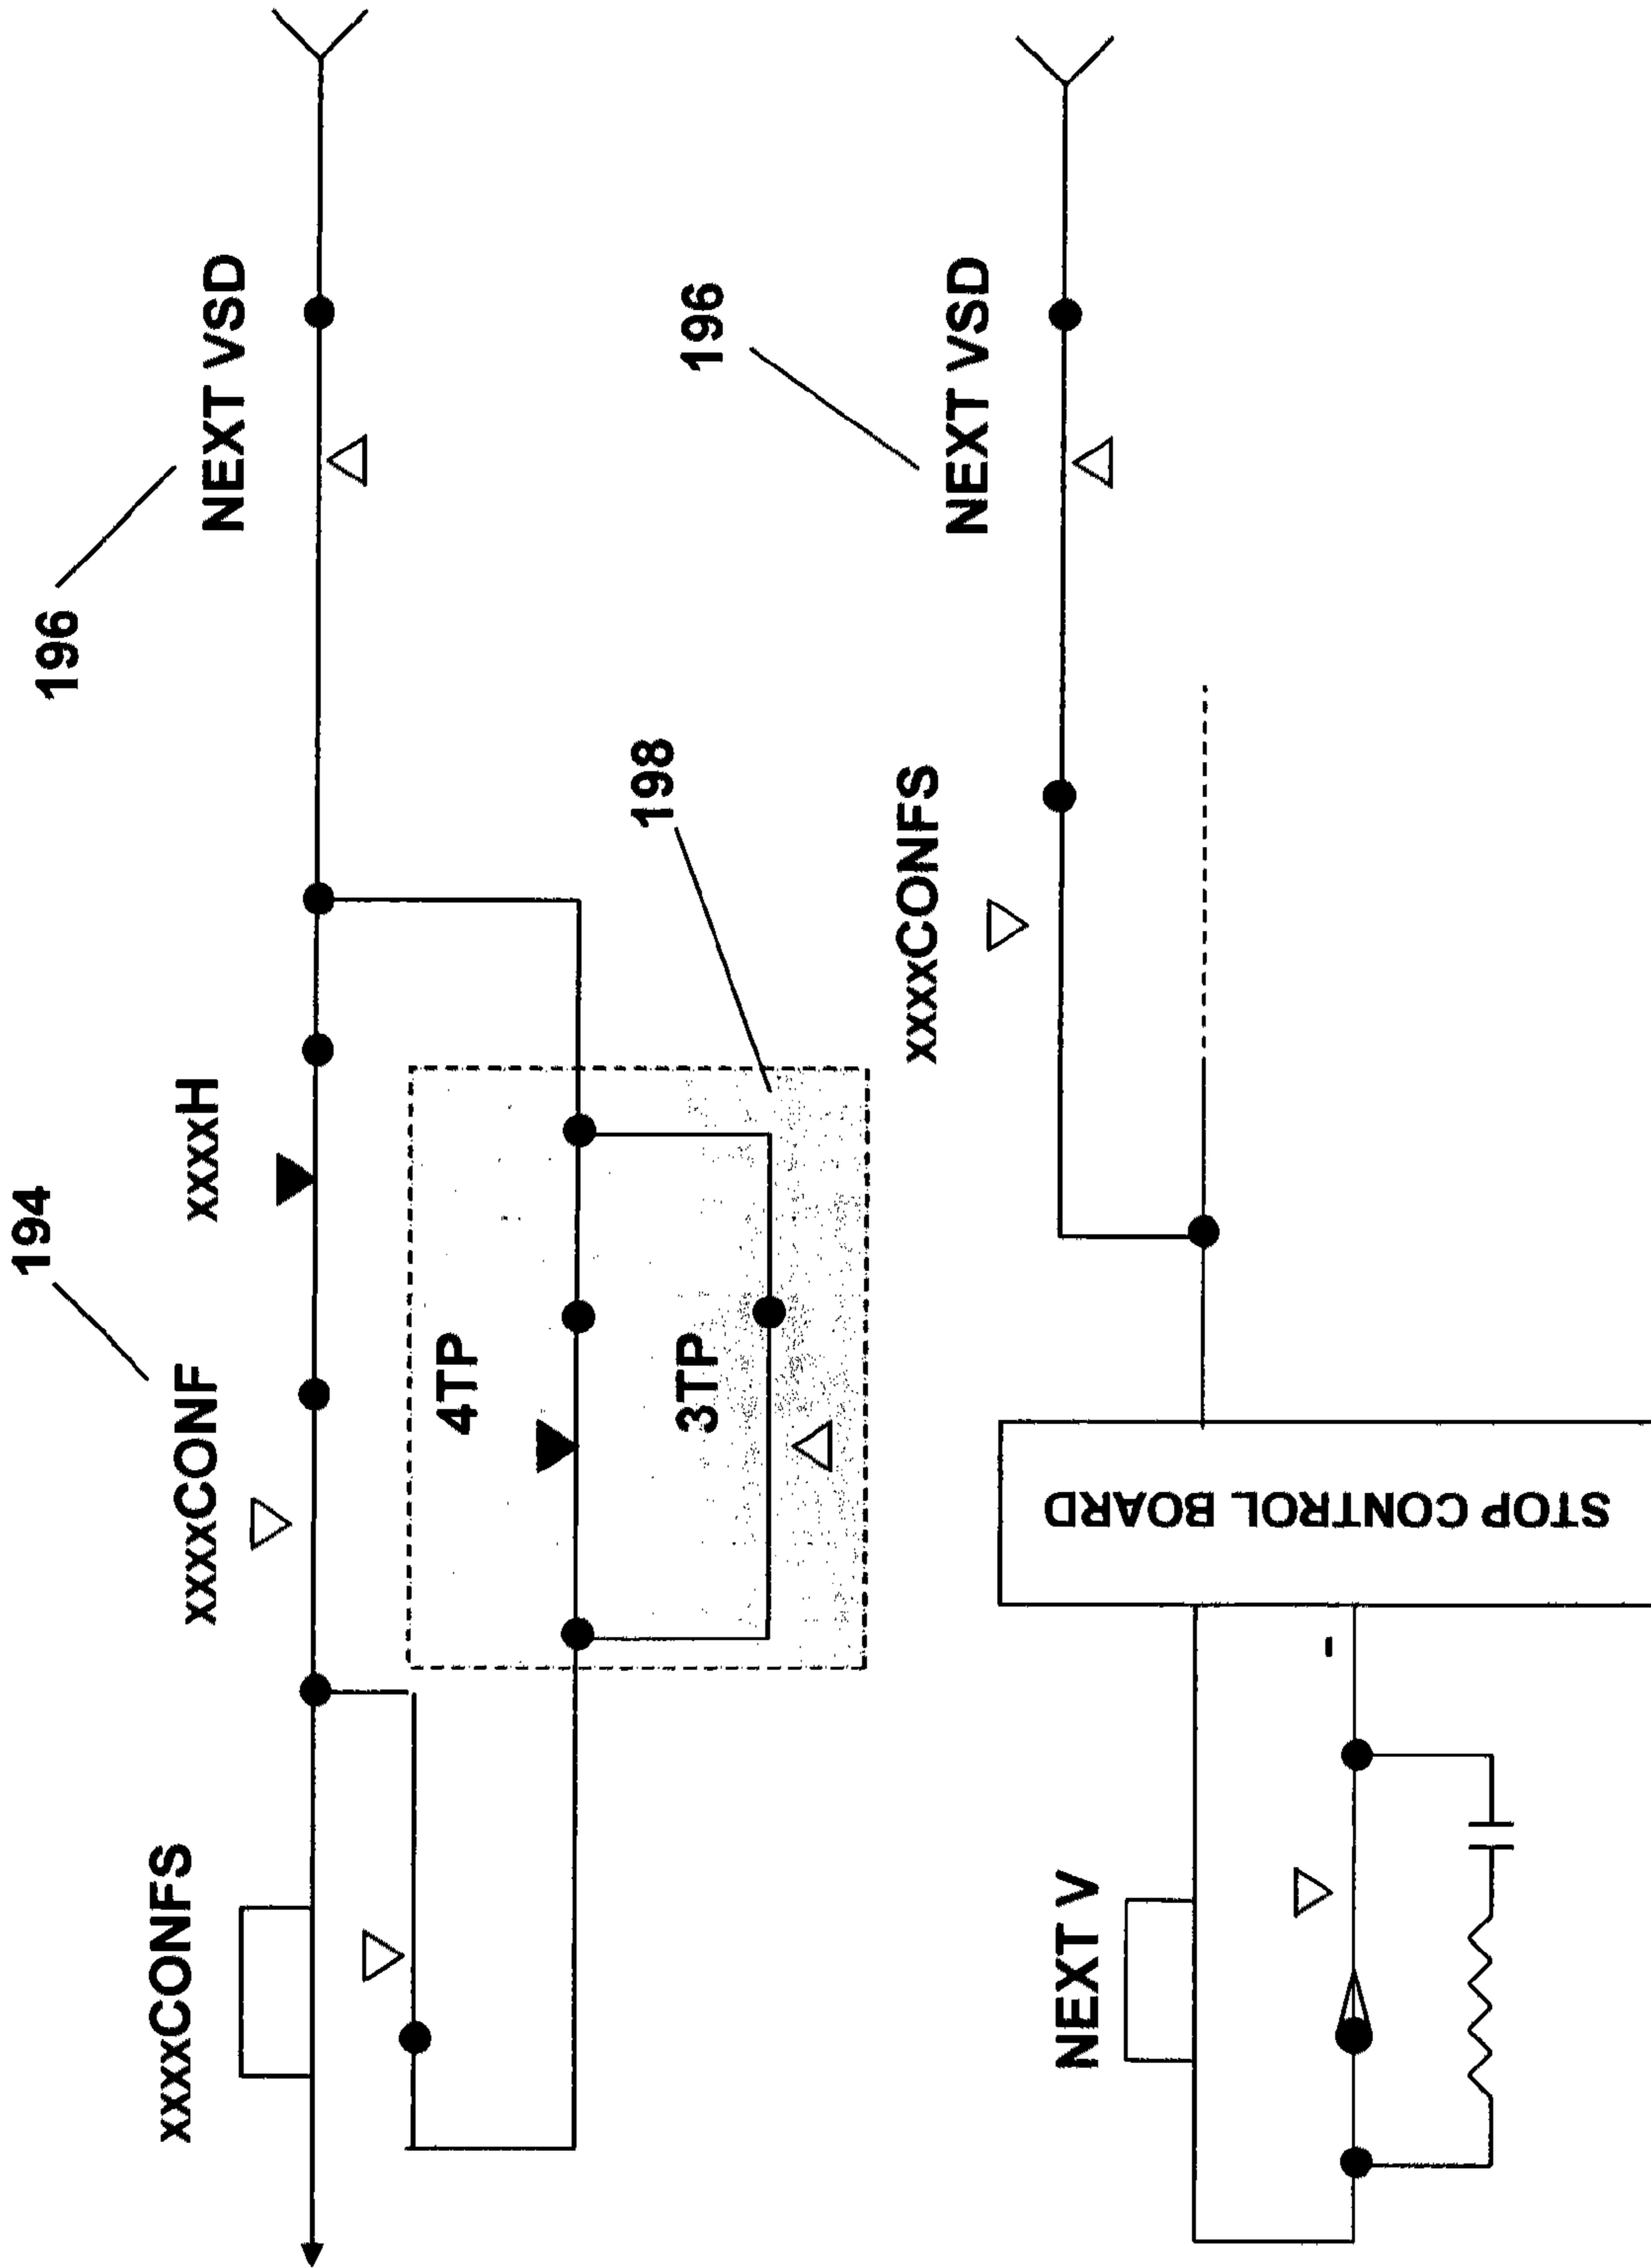 194
196
xxxxCONFS
xxxxCONF
xxxxH
NEXT VSD
4TP
198
3TP
196
xxxxCONFS
NEXT VSD
NEXT V
STOP CONTROL BOARD
-